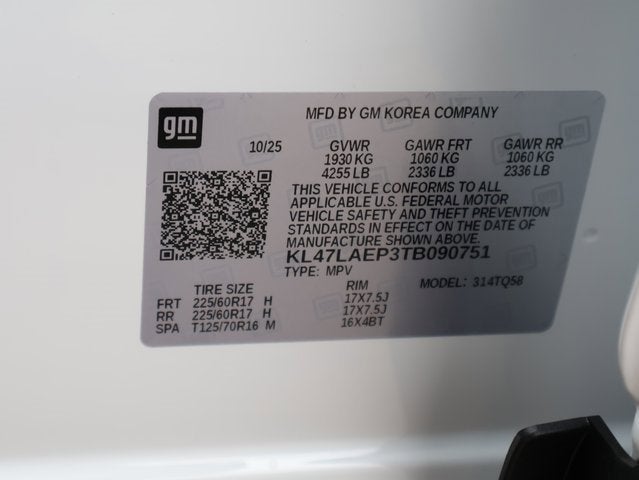 gm
MFD BY GM KOREA COMPANY
10/25 GVWR GAWR FRT GAWR RR
1930 KG 1060 KG 1060 KG
4255 LB 2336 LB 2336 LB
THIS VEHICLE CONFORMS TO ALL
APPLICABLE U.S. FEDERAL MOTOR
VEHICLE SAFETY AND THEFT PREVENTION
STANDARDS IN EFFECT ON THE DATE OF
MANUFACTURE SHOWN ABOVE.
KL47LAEP3TB090751
TYPE: MPV MODEL: 314TQ58
TIRE SIZE RIM
FRT 225/60R17 H 17X7.5J
RR 225/60R17 H 17X7.5J
SPA T125/70R16 M 16X4BT